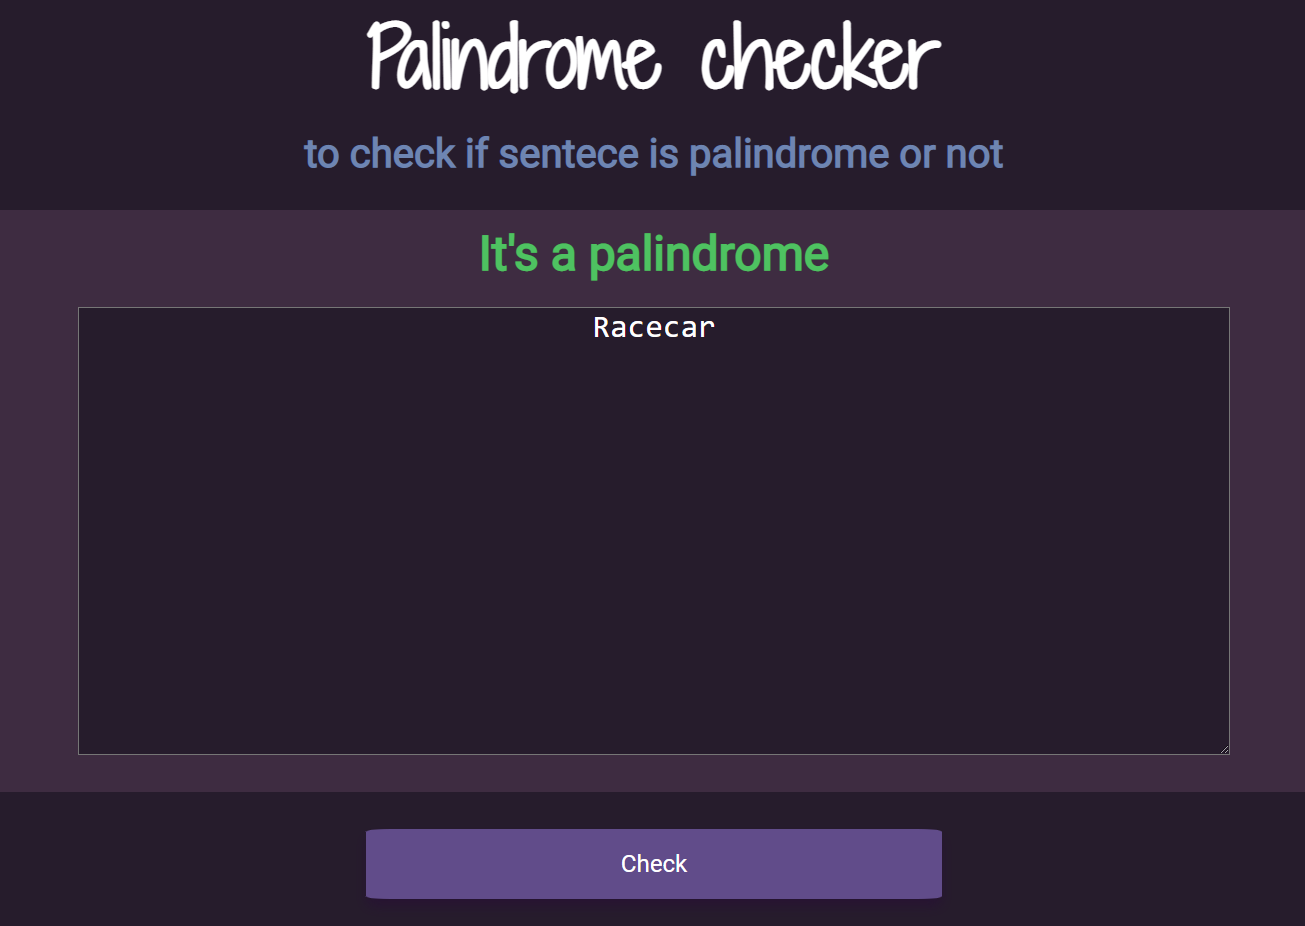 Palindrome checker
to check if sentece is palindrome or not
It's a palindrome
Racecar
Check